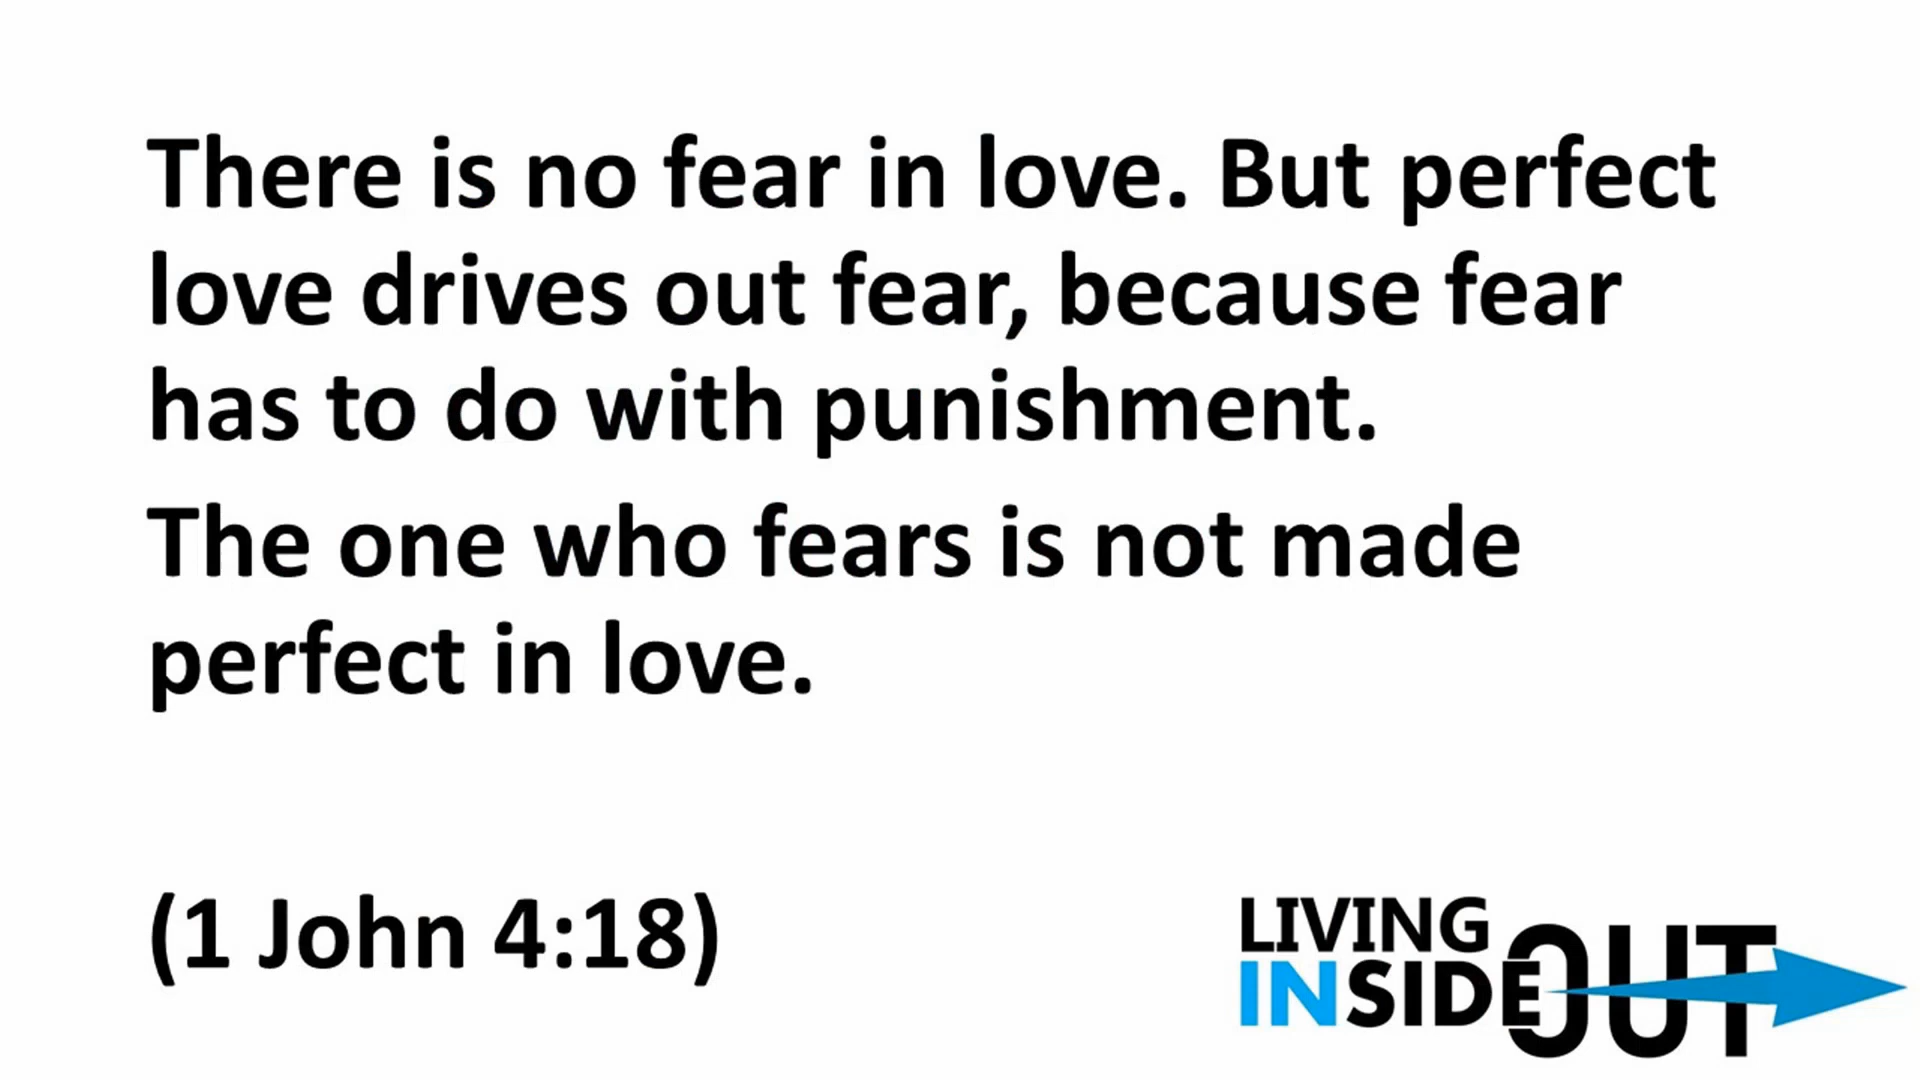 There is no fear in love. But perfect
love drives out fear, because fear
has to do with punishment.
The one who fears is not made
perfect in love.
(1 John 4:18)
LIVING
INSIDE OUT